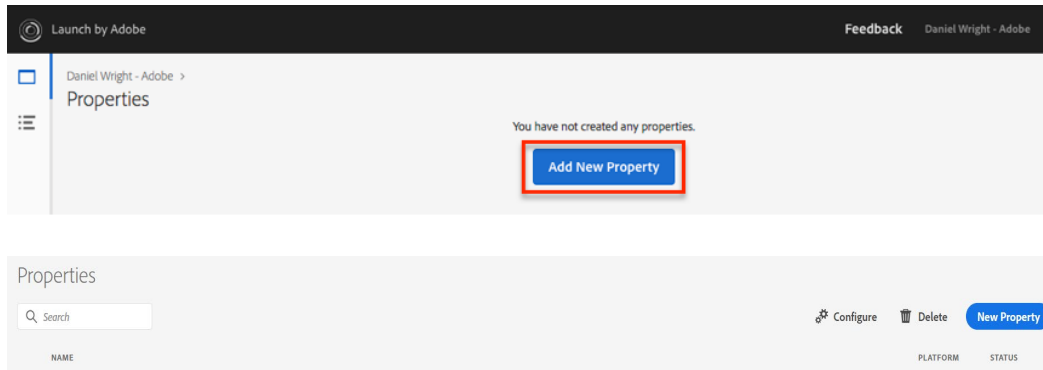 Launch by Adobe Feedback Daniel Wright - Adobe
Daniel Wright - Adobe >
Properties
You have not created any properties.
Add New Property
Properties
Search Configure Delete New Property
NAME PLATFORM STATUS